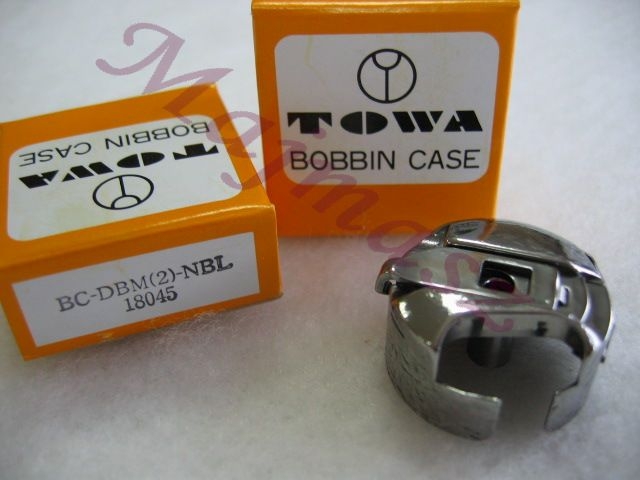 TOWA
BOBBIN CASE
TOWA
BOBBIN CASE
BC-DBM(2)-NBL
18045